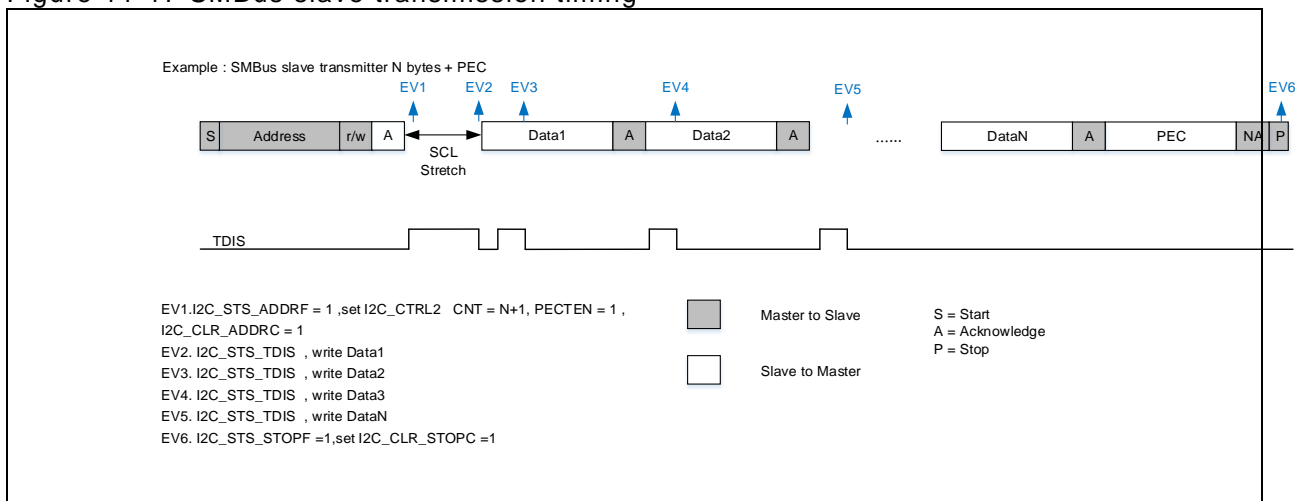 Figure 11-17 SMBus slave transmission timing
Example : SMBus slave transmitter N bytes + PEC
EV1 EV2 EV3 EV4 EV5 EV6
S Address r/w A Data1 A Data2 A ...... DataN A PEC NA P
SCL
Stretch
TDIS
EV1.I2C_STS_ADDRF = 1 ,set I2C_CTRL2 CNT = N+1, PECTEN = 1 ,
I2C_CLR_ADDRC = 1
EV2. I2C_STS_TDIS , write Data1
EV3. I2C_STS_TDIS , write Data2
EV4. I2C_STS_TDIS , write Data3
EV5. I2C_STS_TDIS , write DataN
EV6. I2C_STS_STOPF =1,set I2C_CLR_STOPC =1
Master to Slave
Slave to Master
S = Start
A = Acknowledge
P = Stop